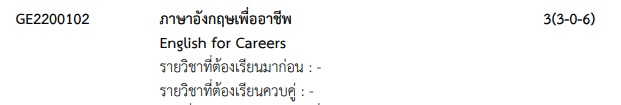 GE2200102 ภาษาอังกฤษเพื่ออาชีพ 3(3-0-6)
English for Careers
รายวิชาที่ต้องเรียนมาก่อน : -
รายวิชาที่ต้องเรียนควบคู่ : -